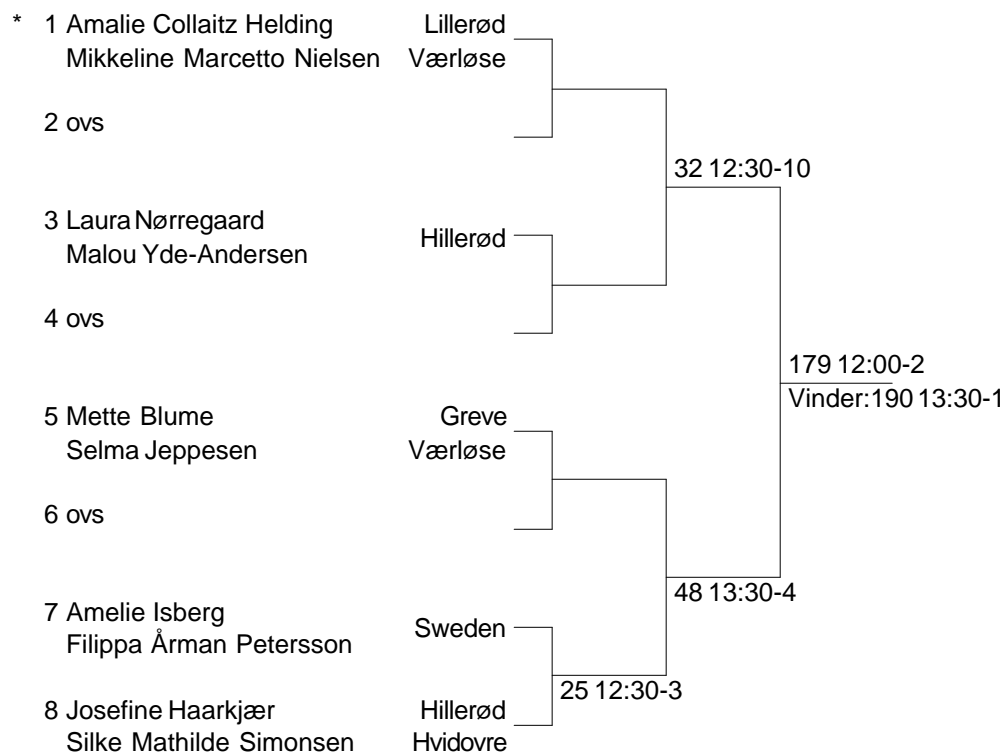 * 1 Amalie Collaitz Helding Lillerød
Mikkeline Marcetto Nielsen Værløse
2 ovs
32 12:30-10
3 Laura Nørregaard
Hillerød
Malou Yde-Andersen
4 ovs
179 12:00-2
Vinder:190 13:30-1
5 Mette Blume Greve
Selma Jeppesen Værløse
6 ovs
48 13:30-4
7 Amelie Isberg
Sweden
Filippa Årman Petersson
25 12:30-3
8 Josefine Haarkjær Hillerød
Silke Mathilde Simonsen Hvidovre